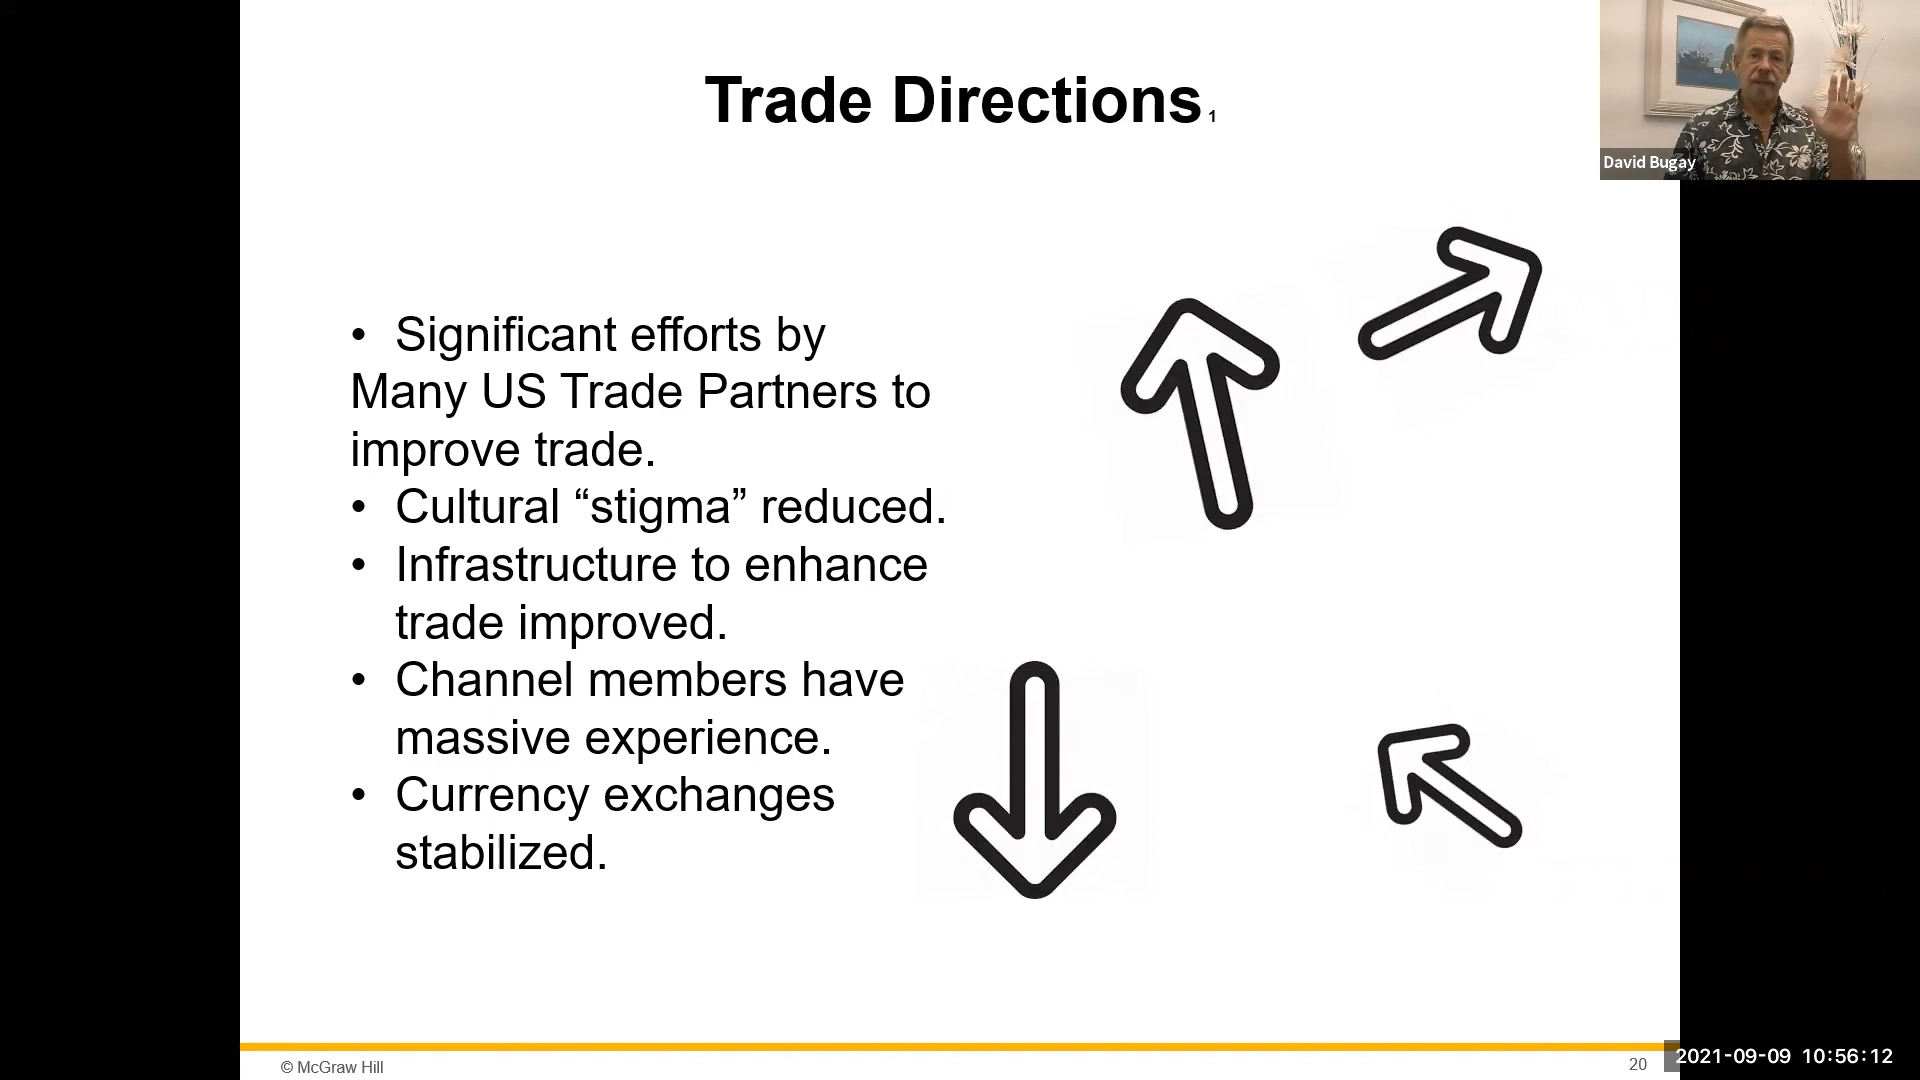 Trade Directions 1
David Bugay
• Significant efforts by
Many US Trade Partners to
improve trade.
• Cultural “stigma” reduced.
• Infrastructure to enhance
trade improved.
• Channel members have
massive experience.
• Currency exchanges
stabilized.
© McGraw Hill
20
2021-09-09 10:56:12